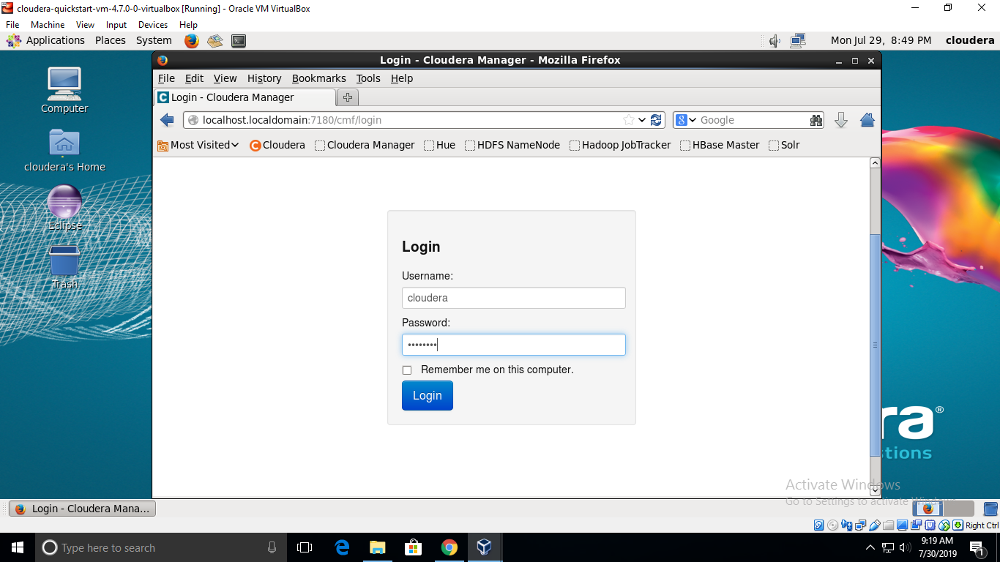 cloudera-quickstart-vm-4.7.0-0-virtualbox [Running] - Oracle VM VirtualBox
File Machine View Input Devices Help
Applications Places System Mon Jul 29, 8:49 PM cloudera
Login - Cloudera Manager - Mozilla Firefox
File Edit View History Bookmarks Tools Help
C Login - Cloudera Manager
localhost.localdomain:7180/cmf/login 8 Google
Most Visited Cloudera Cloudera Manager Hue HDFS NameNode Hadoop JobTracker HBase Master Solr
Computer
cloudera's Home
Eclipse
Trash
Login
Username:
cloudera
Password:
••••••••
Remember me on this computer.
Login
ra®
tions
Activate Windows
Go to Settings to activate Windows.
Login - Cloudera Mana...
Right Ctrl
Type here to search
9:19 AM
7/30/2019
1